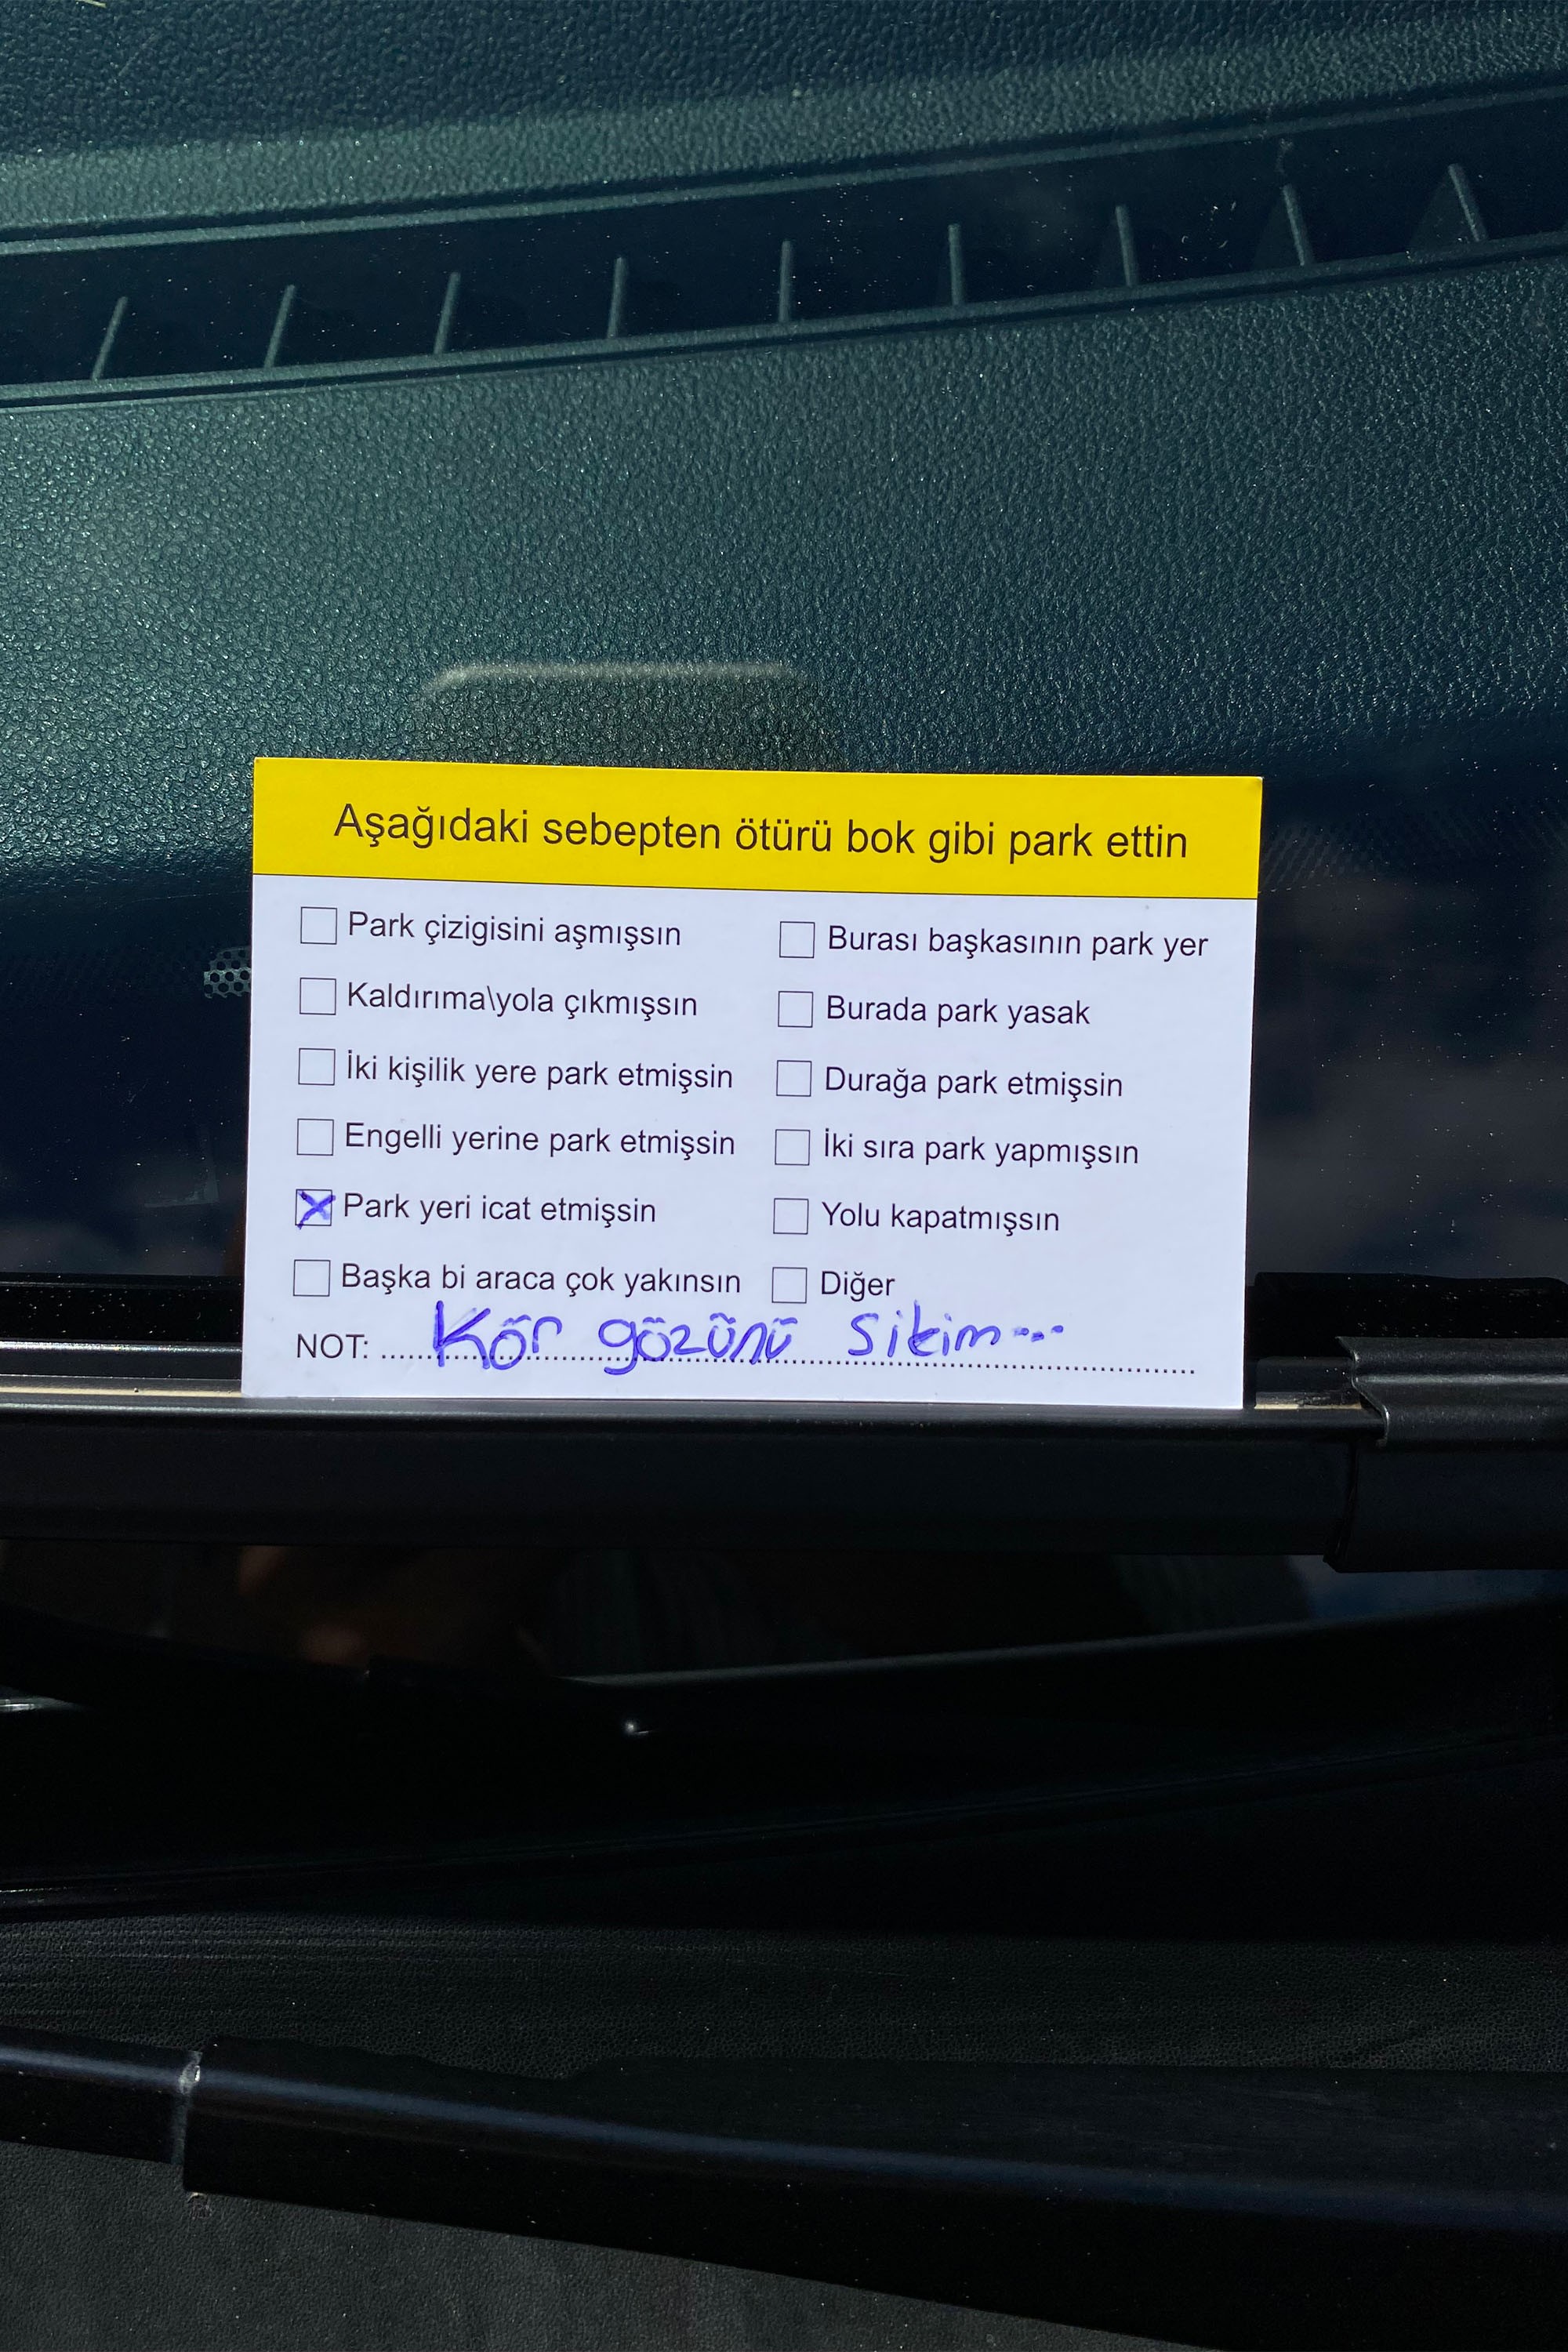 Aşağıdaki sebepten ötürü bok gibi park ettin
Park çizigisini aşmışsın
Kaldırıma\yola çıkmışsın
İki kişilik yere park etmişsin
Engelli yerine park etmişsin
Park yeri icat etmişsin
Başka bi araca çok yakınsın
Burası başkasının park yer
Burada park yasak
Durağa park etmişsin
İki sıra park yapmışsın
Yolu kapatmışsın
Diğer
NOT: Kör gözünü sikim...